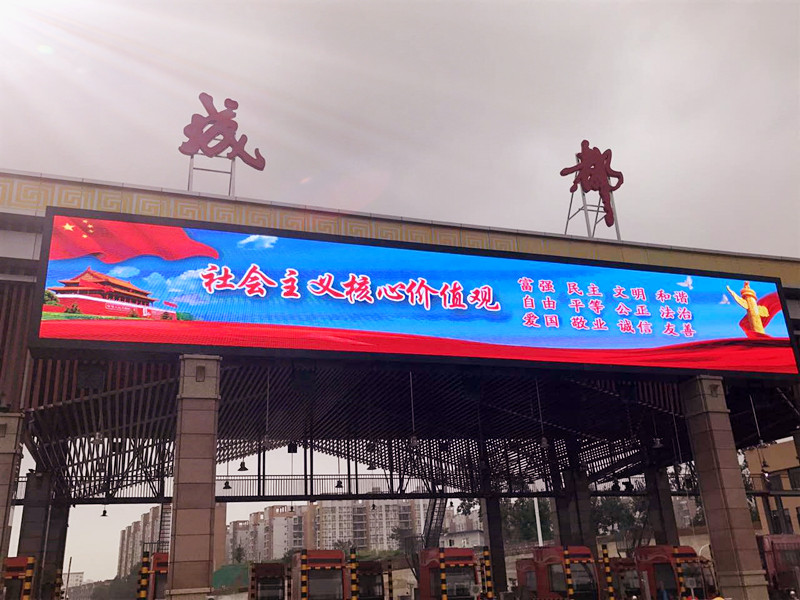 成都
社会主义核心价值观
富强 民主 文明 和谐
自由 平等 公正 法治
爱国 敬业 诚信 友善